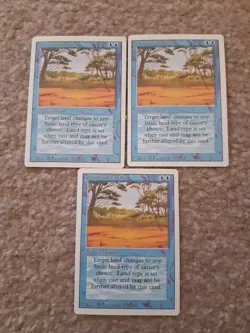 Target land changes to any
basic land type of caster's
choice. Land type is set
when cast and may not be
further altered by this card.
Target land changes to any
basic land type of caster's
choice. Land type is set
when cast and may not be
further altered by this card.
Target land changes to any
basic land type of caster's
choice. Land type is set
when cast and may not be
further altered by this card.